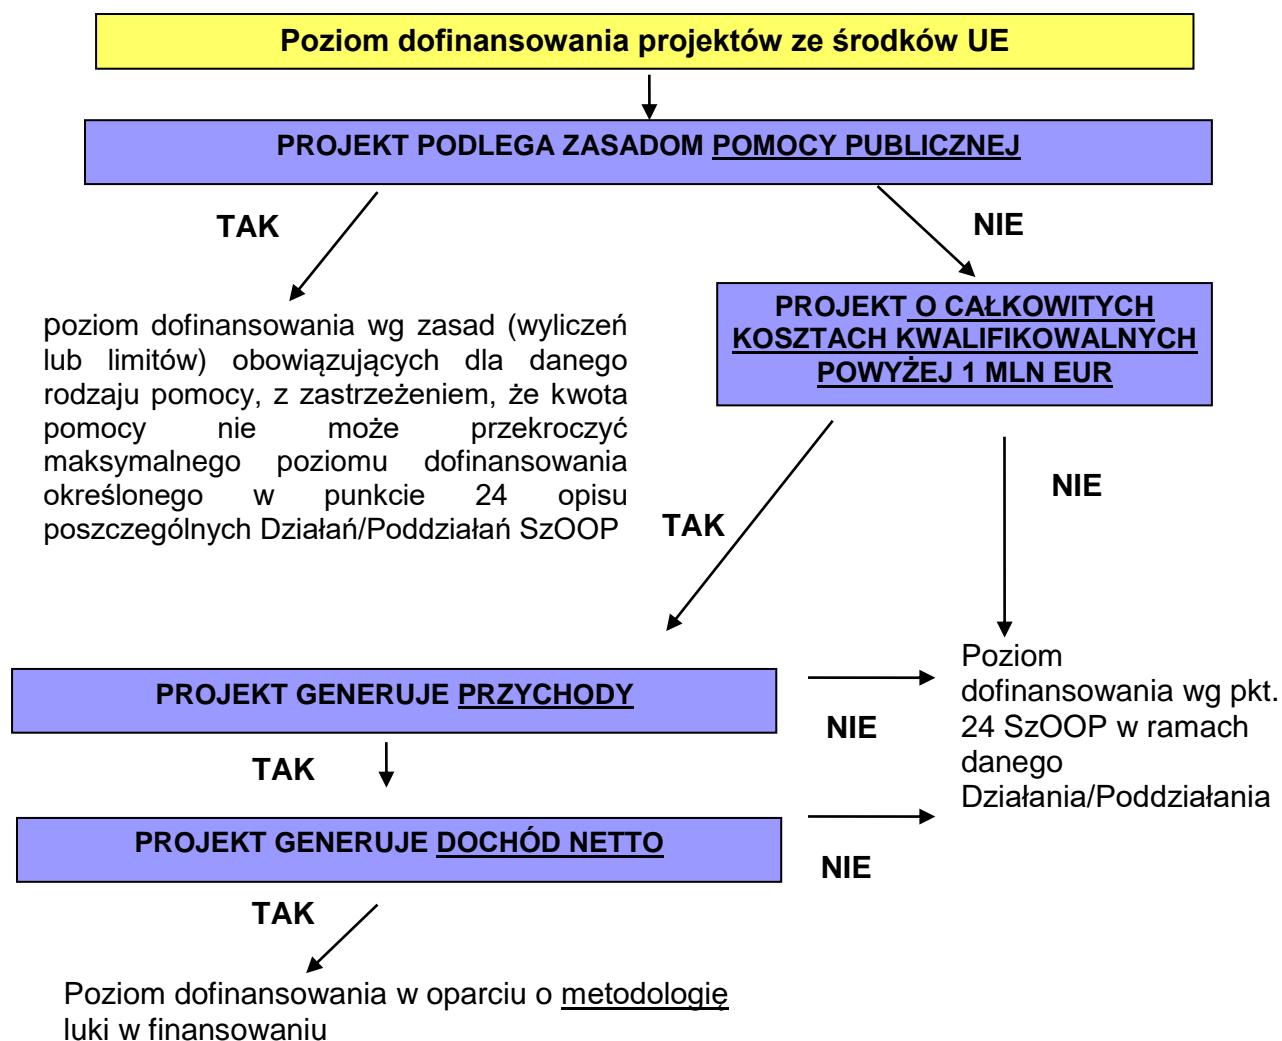 Poziom dofinansowania projektów ze środków UE
PROJEKT PODLEGA ZASADOM POMOCY PUBLICZNEJ
TAK
NIE
poziom dofinansowania wg zasad (wyliczeń
lub limitów) obowiązujących dla danego
rodzaju pomocy, z zastrzeżeniem, że kwota
pomocy nie może przekroczyć
maksymalnego poziomu dofinansowania
określonego w punkcie 24 opisu
poszczególnych Działań/Poddziałań SzOOP
PROJEKT O CAŁKOWITYCH
KOSZTACH KWALIFIKOWALNYCH
POWYŻEJ 1 MLN EUR
TAK
NIE
PROJEKT GENERUJE PRZYCHODY
NIE
TAK
Poziom
dofinansowania wg pkt.
24 SzOOP w ramach
danego
Działania/Poddziałania
PROJEKT GENERUJE DOCHÓD NETTO
NIE
TAK
Poziom dofinansowania w oparciu o metodologię
luki w finansowaniu